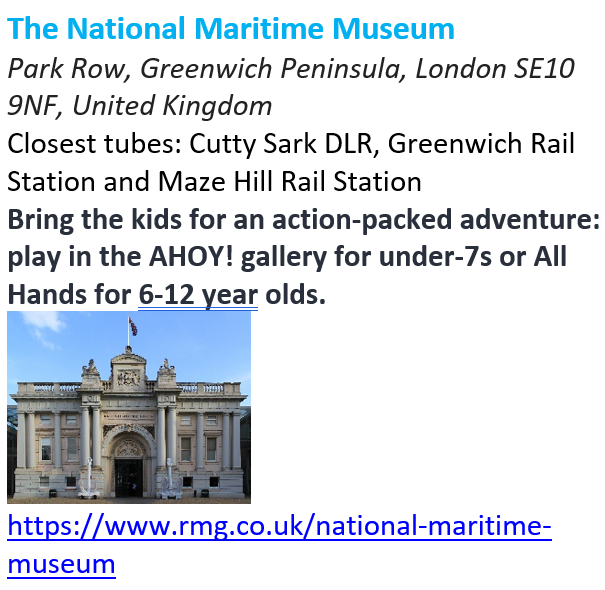 The National Maritime Museum
Park Row, Greenwich Peninsula, London SE10
9NF, United Kingdom
Closest tubes: Cutty Sark DLR, Greenwich Rail
Station and Maze Hill Rail Station
Bring the kids for an action-packed adventure:
play in the AHOY! gallery for under-7s or All
Hands for 6-12 year olds.
https://www.rmg.co.uk/national-maritime-
museum